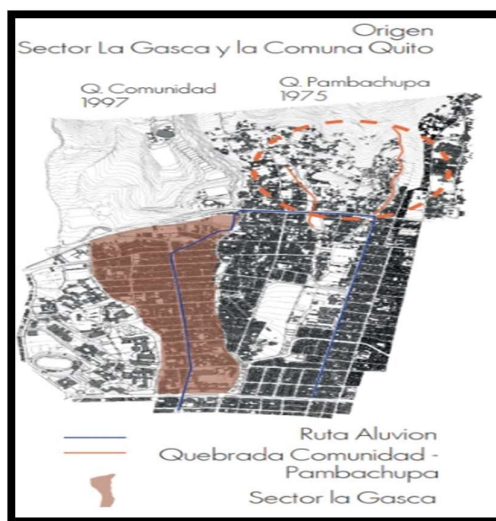 Origen
Sector La Gasca y la Comuna Quito
Q. Comunidad
1997
Q. Pambachupa
1975
Ruta Aluvion
Quebrada Comunidad -
Pambachupa
Sector la Gasca